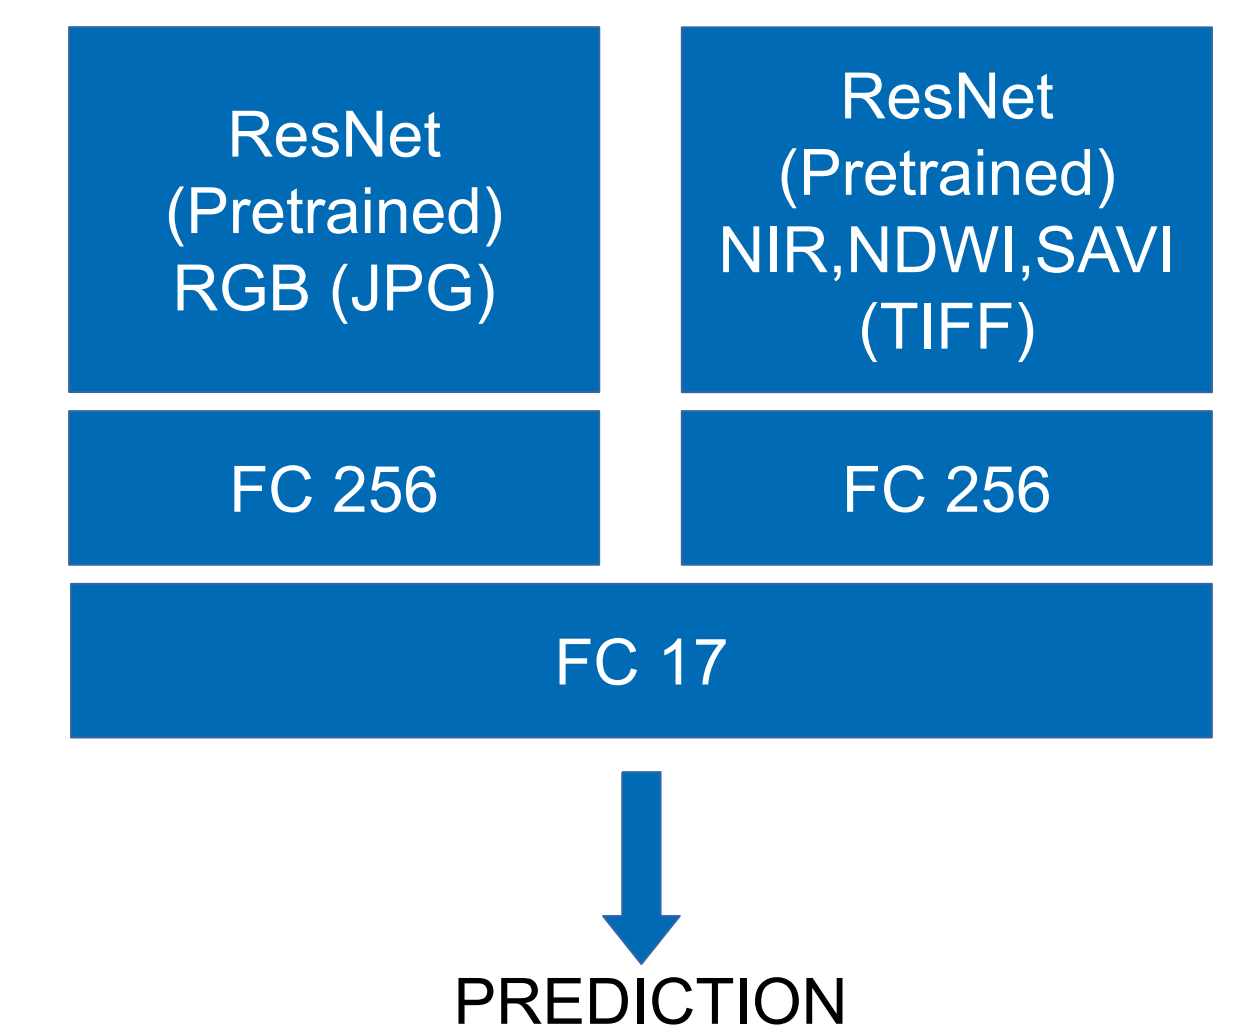 ResNet
(Pretrained)
RGB (JPG)
ResNet
(Pretrained)
NIR,NDWI,SAVI
(TIFF)
FC 256
FC 256
FC 17
PREDICTION